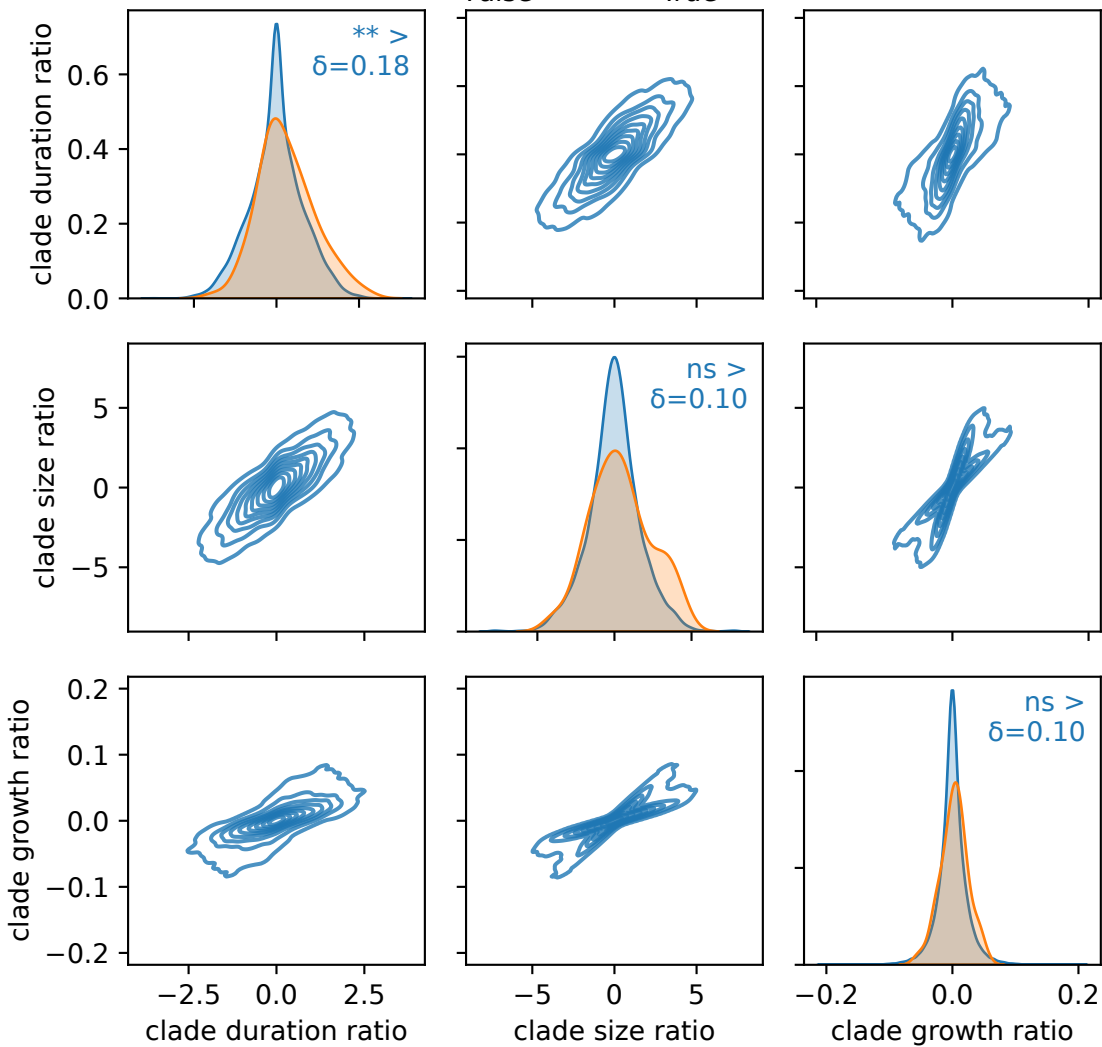 ** >
δ=0.18
clade duration ratio
0.6
0.4
0.2
0.0
ns >
δ=0.10
clade size ratio
5
0
−5
ns >
δ=0.10
clade growth ratio
0.2
0.1
0.0
−0.1
−0.2
−2.5 0.0 2.5
−5 0 5
−0.2 0.0 0.2
clade duration ratio
clade size ratio
clade growth ratio